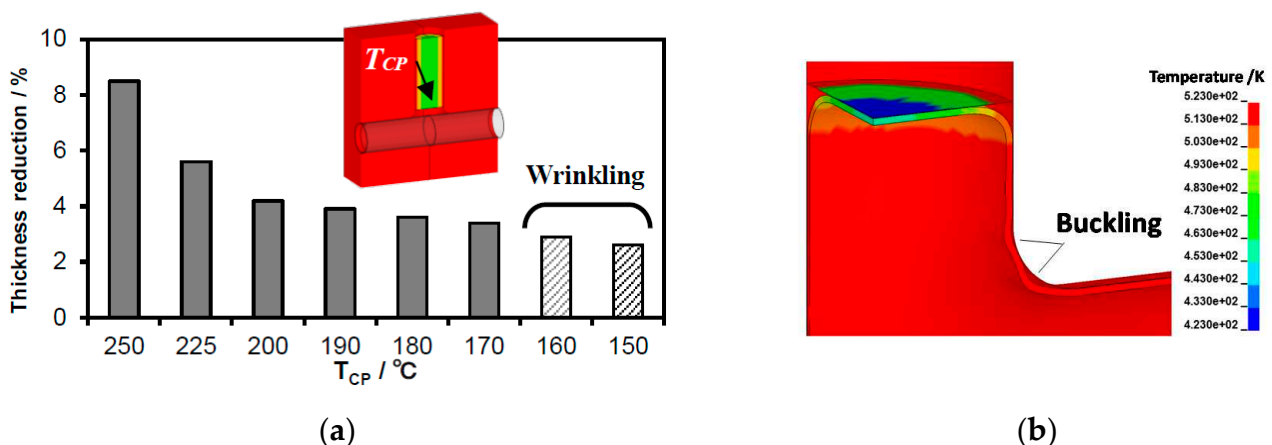 10
8
6
4
2
0
Thickness reduction / %
TCP
Wrinkling
250 225 200 190 180 170 160 150
TCP / °C
(a)
Temperature /K
5.230e+02
5.130e+02
5.030e+02
4.930e+02
4.830e+02
4.730e+02
4.630e+02
4.530e+02
4.430e+02
4.330e+02
4.230e+02
Buckling
(b)